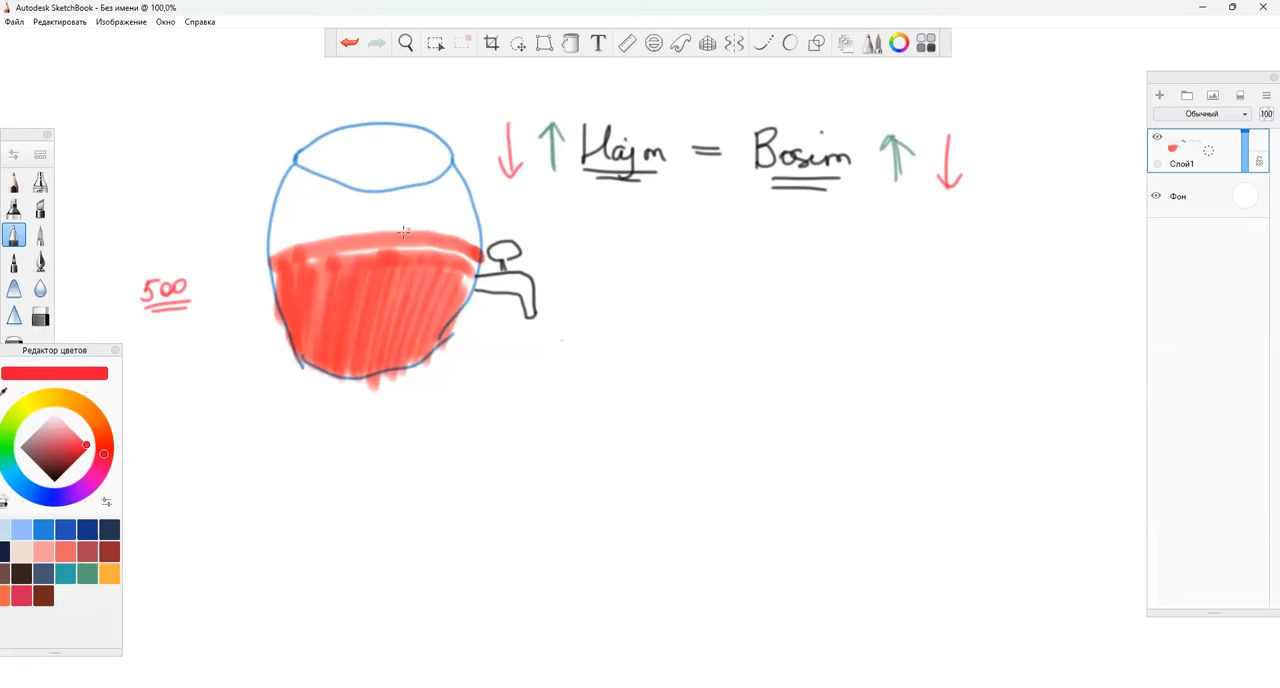 Autodesk SketchBook - Без имени @ 100,0%
Файл Редактировать Изображение Окно Справка
Hajm = Bosim
500
Обычный 100
Слой1
Фон
Редактор цветов